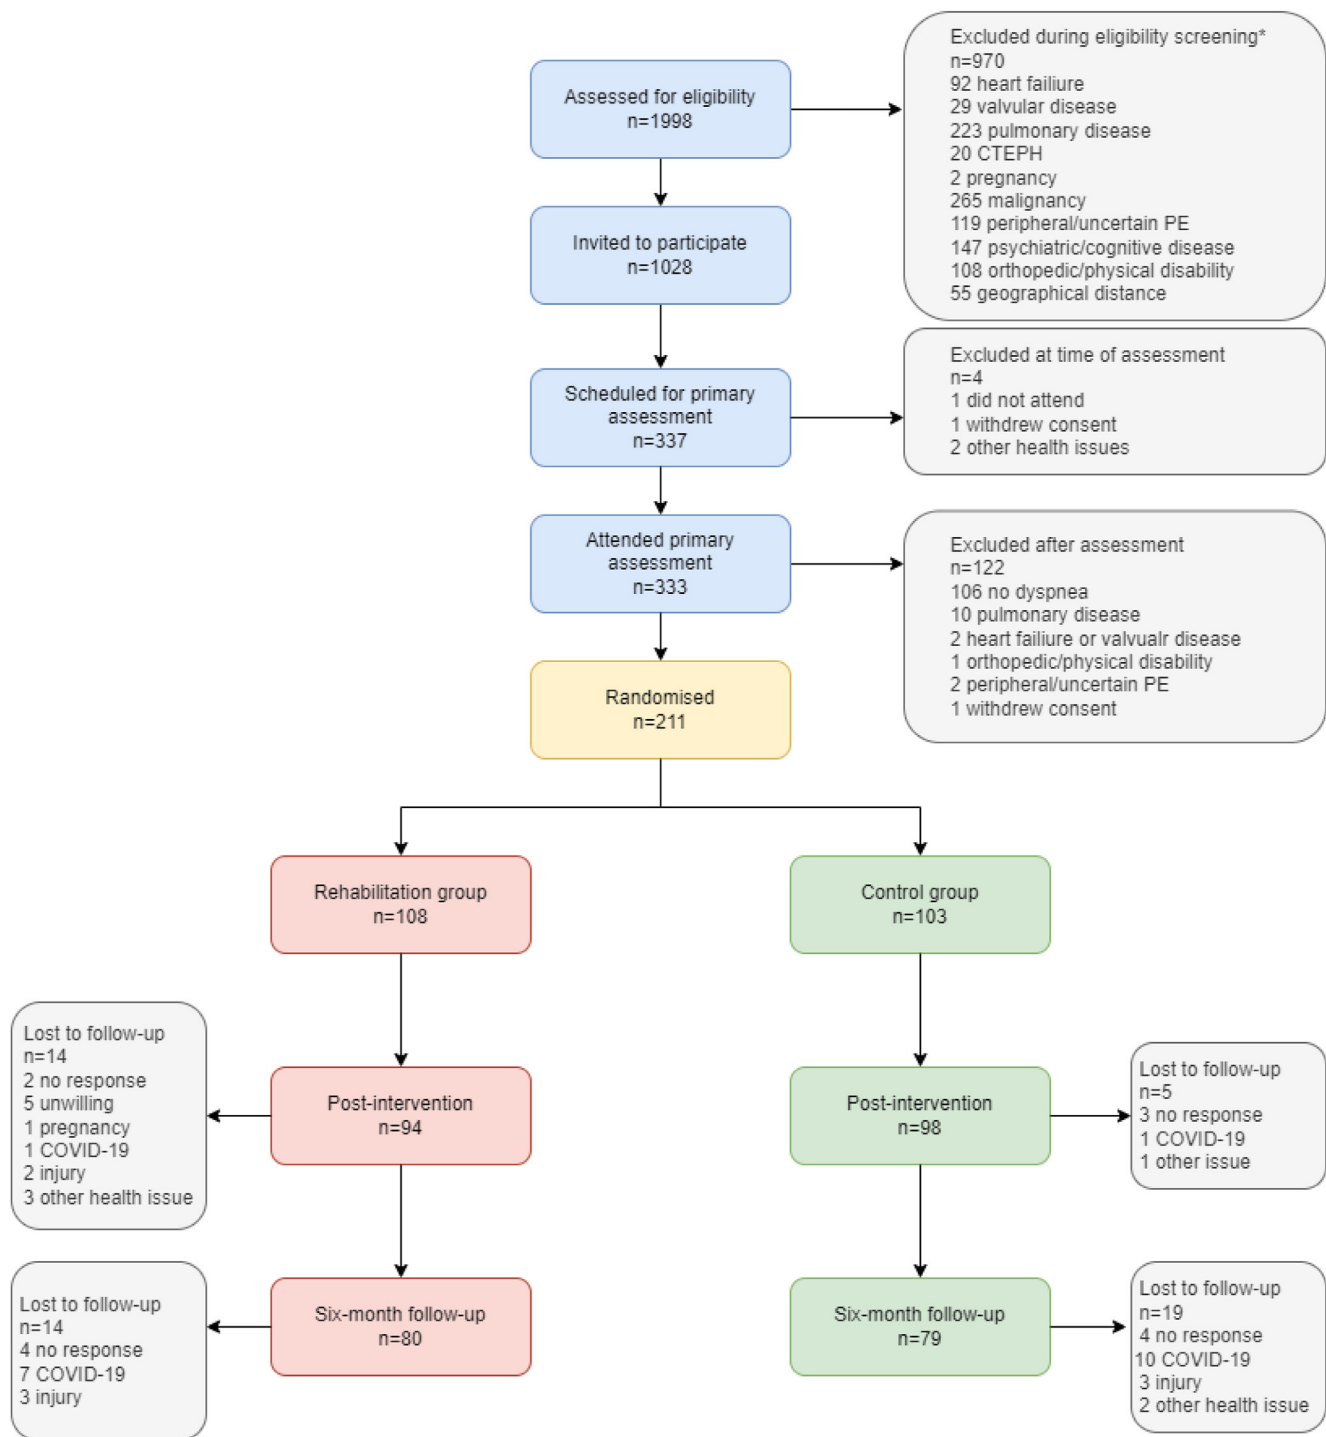 Assessed for eligibility
n=1998
Excluded during eligibility screening*
n=970
92 heart failiure
29 valvular disease
223 pulmonary disease
20 CTEPH
2 pregnancy
265 malignancy
119 peripheral/uncertain PE
147 psychiatric/cognitive disease
108 orthopedic/physical disability
55 geographical distance
Invited to participate
n=1028
Scheduled for primary
assessment
n=337
Excluded at time of assessment
n=4
1 did not attend
1 withdrew consent
2 other health issues
Attended primary
assessment
n=333
Excluded after assessment
n=122
106 no dyspnea
10 pulmonary disease
2 heart failiure or valvualr disease
1 orthopedic/physical disability
2 peripheral/uncertain PE
1 withdrew consent
Randomised
n=211
Rehabilitation group
n=108
Control group
n=103
Lost to follow-up
n=14
2 no response
5 unwilling
1 pregnancy
1 COVID-19
2 injury
3 other health issue
Post-intervention
n=94
Post-intervention
n=98
Lost to follow-up
n=5
3 no response
1 COVID-19
1 other issue
Lost to follow-up
n=14
4 no response
7 COVID-19
3 injury
Six-month follow-up
n=80
Six-month follow-up
n=79
Lost to follow-up
n=19
4 no response
10 COVID-19
3 injury
2 other health issue